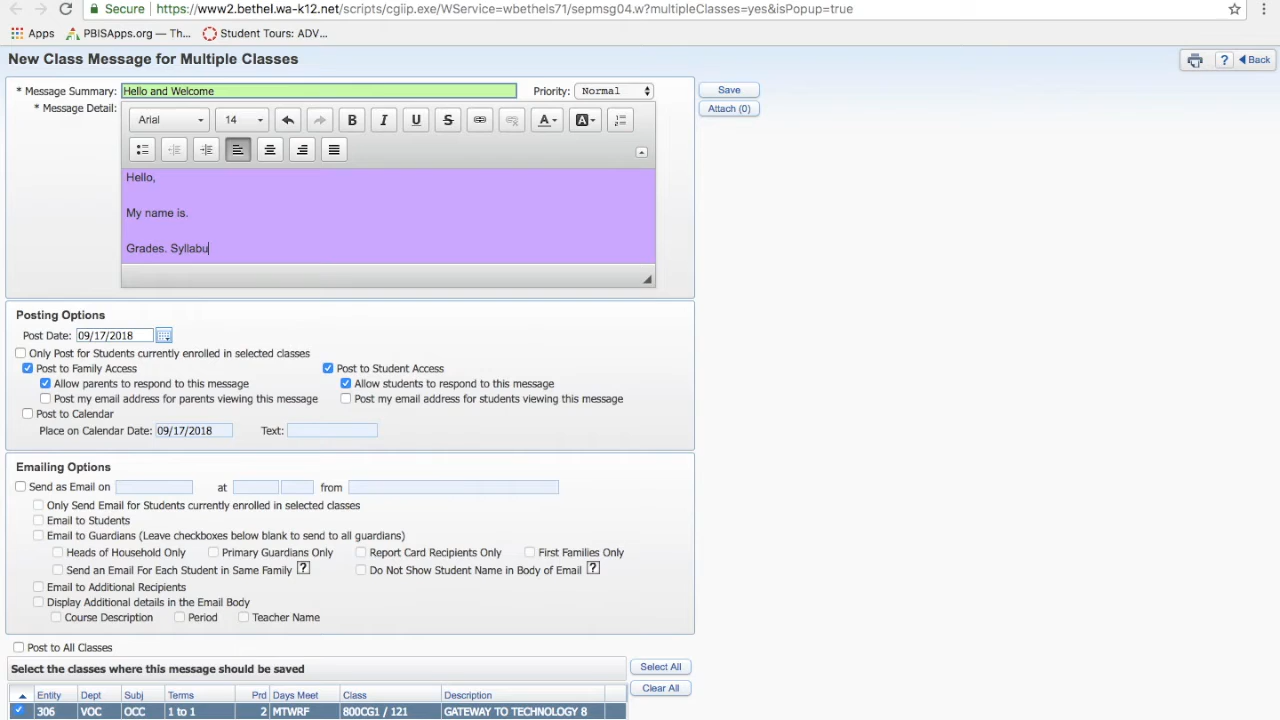 Secure https://www2.bethel.wa-k12.net/scripts/cgiip.exe/WService=wbethels71/sepmsg04.w?multipleClasses=yes&isPopup=true
Apps PBISApps.org — Th... Student Tours: ADV...
New Class Message for Multiple Classes
? Back
* Message Summary: Hello and Welcome Priority: Normal Save
* Message Detail: Attach (0)
Arial 14 B I U S A A
Hello,
My name is.
Grades. Syllabu
Posting Options
Post Date: 09/17/2018
Only Post for Students currently enrolled in selected classes
Post to Family Access Post to Student Access
Allow parents to respond to this message Allow students to respond to this message
Post my email address for parents viewing this message Post my email address for students viewing this message
Post to Calendar
Place on Calendar Date: 09/17/2018 Text:
Emailing Options
Send as Email on at from
Only Send Email for Students currently enrolled in selected classes
Email to Students
Email to Guardians (Leave checkboxes below blank to send to all guardians)
Heads of Household Only Primary Guardians Only Report Card Recipients Only First Families Only
Send an Email For Each Student in Same Family ? Do Not Show Student Name in Body of Email ?
Email to Additional Recipients
Display Additional details in the Email Body
Course Description Period Teacher Name
Post to All Classes
Select the classes where this message should be saved Select All
Clear All
Entity Dept Subj Terms Prd Days Meet Class Description
306 VOC OCC 1 to 1 2 MTWRF 800CG1 / 121 GATEWAY TO TECHNOLOGY 8